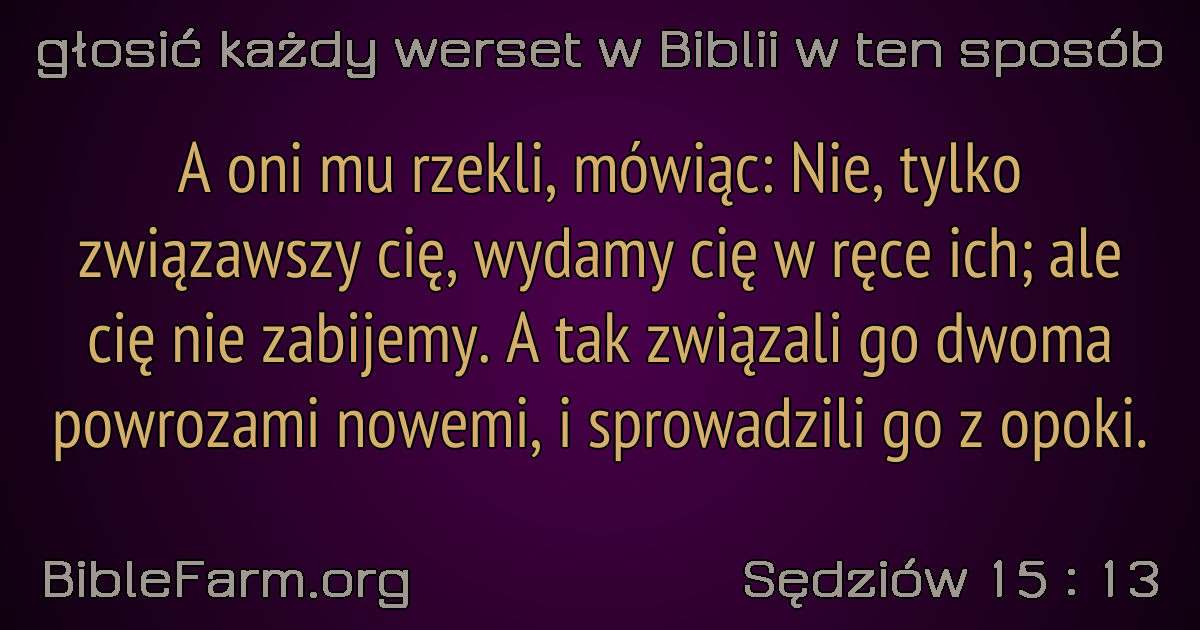 głosić każdy werset w Biblii w ten sposób
A oni mu rzekli, mówiąc: Nie, tylko
związawszy cię, wydamy cię w ręce ich; ale
cię nie zabijemy. A tak związali go dwoma
powrozami nowemi, i sprowadzili go z opoki.
BibleFarm.org
Sędziów 15 : 13